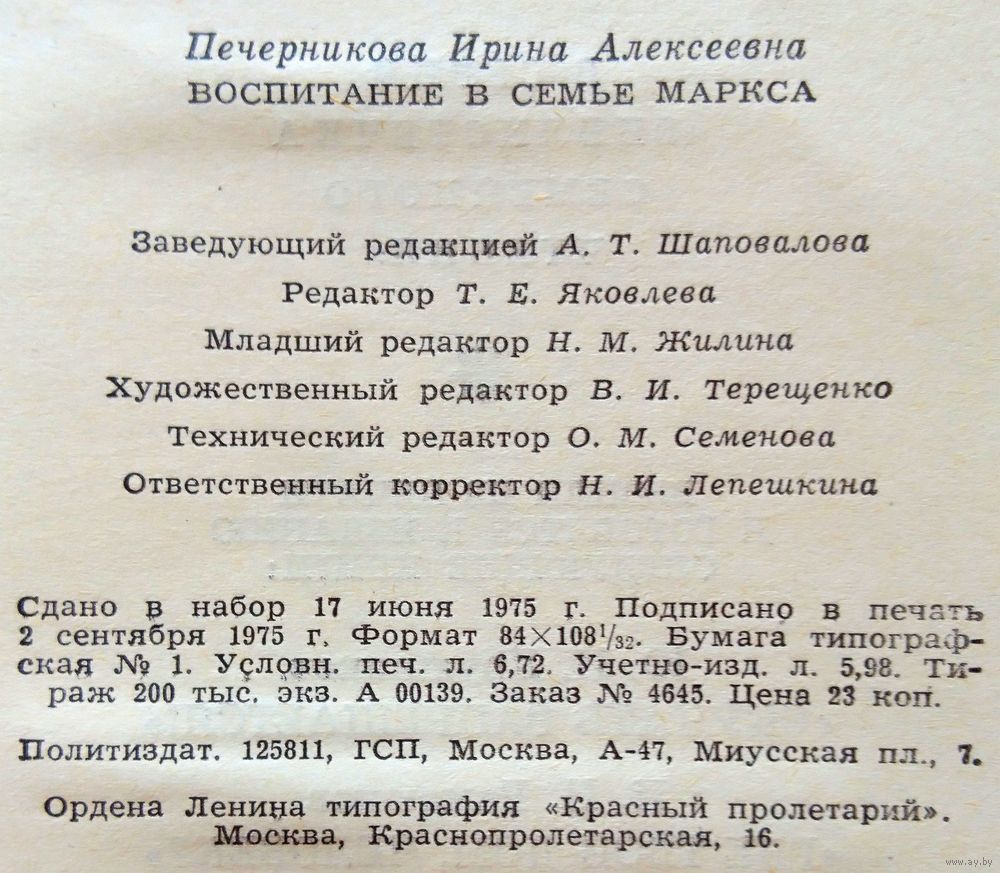 Печерникова Ирина Алексеевна
ВОСПИТАНИЕ В СЕМЬЕ МАРКСА
Заведующий редакцией А. Т. Шаповалова
Редактор Т. Е. Яковлева
Младший редактор Н. М. Жилина
Художественный редактор В. И. Терещенко
Технический редактор О. М. Семенова
Ответственный корректор Н. И. Лепешкина
Сдано в набор 17 июня 1975 г. Подписано в печать
2 сентября 1975 г. Формат 84×108¹/₃₂. Бумага типограф-
ская № 1. Условн. печ. л. 6,72. Учетно-изд. л. 5,98. Ти-
раж 200 тыс. экз. А 00139. Заказ № 4645. Цена 23 коп.
Политиздат. 125811, ГСП, Москва, А-47, Миусская пл., 7.
Ордена Ленина типография «Красный пролетарий».
Москва, Краснопролетарская, 16.
www.ay.by